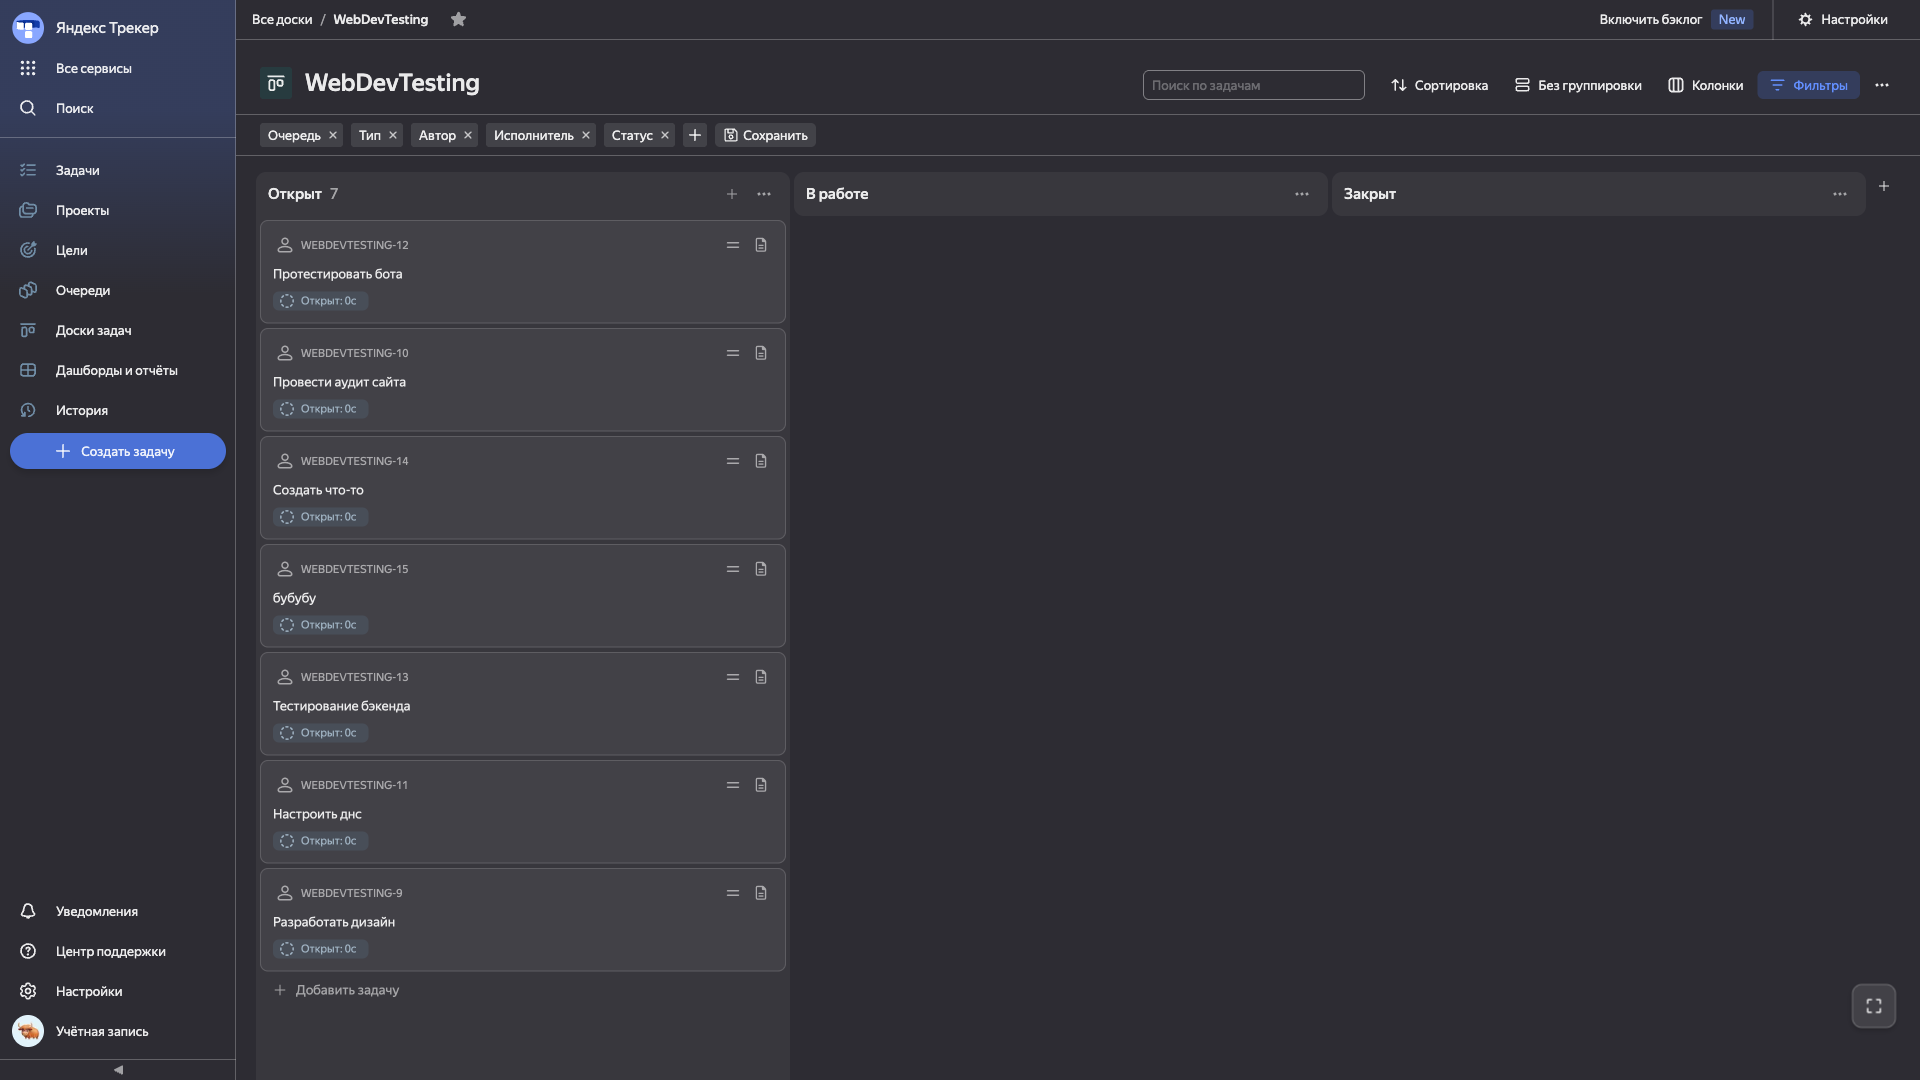 Яндекс Трекер
Все сервисы
Поиск
Задачи
Проекты
Цели
Очереди
Доски задач
Дашборды и отчёты
История
Создать задачу
Уведомления
Центр поддержки
Настройки
Учётная запись
Все доски / WebDevTesting
Включить бэклог New
Настройки
WebDevTesting
Поиск по задачам
Сортировка
Без группировки
Колонки
Фильтры
Очередь
Тип
Автор
Исполнитель
Статус
Сохранить
Открыт 7
WEBDEVTESTING-12
Протестировать бота
Открыт: 0с
WEBDEVTESTING-10
Провести аудит сайта
Открыт: 0с
WEBDEVTESTING-14
Создать что-то
Открыт: 0с
WEBDEVTESTING-15
бубубу
Открыт: 0с
WEBDEVTESTING-13
Тестирование бэкенда
Открыт: 0с
WEBDEVTESTING-11
Настроить днс
Открыт: 0с
WEBDEVTESTING-9
Разработать дизайн
Открыт: 0с
Добавить задачу
В работе
Закрыт